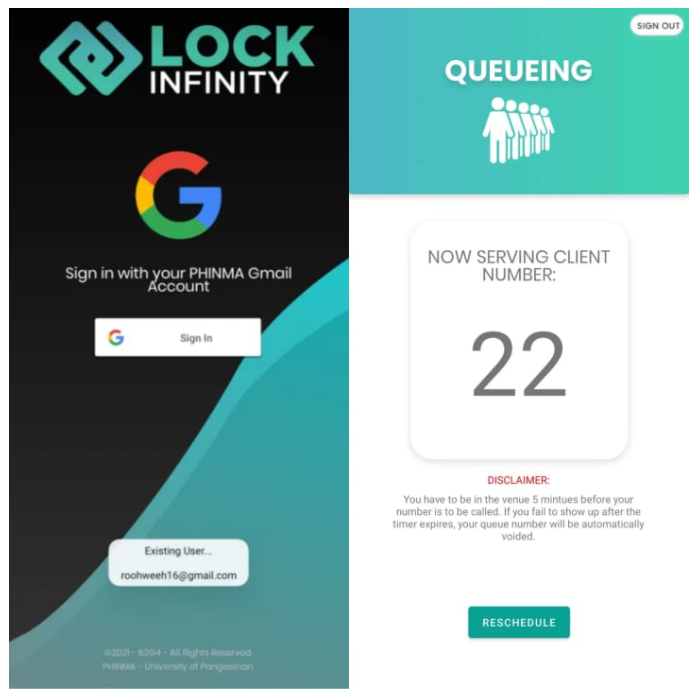 LOCK
INFINITY
Sign in with your PHINMA Gmail
Account
Sign In
Existing User...
roohweeh16@gmail.com
©2021 - B204 - All Rights Reserved.
PHINMA - University of Pangasinan
SIGN OUT
QUEUEING
NOW SERVING CLIENT
NUMBER:
22
DISCLAIMER:
You have to be in the venue 5 mintues before your
number is to be called. If you fail to show up after the
timer expires, your queue number will be automatically
voided.
RESCHEDULE